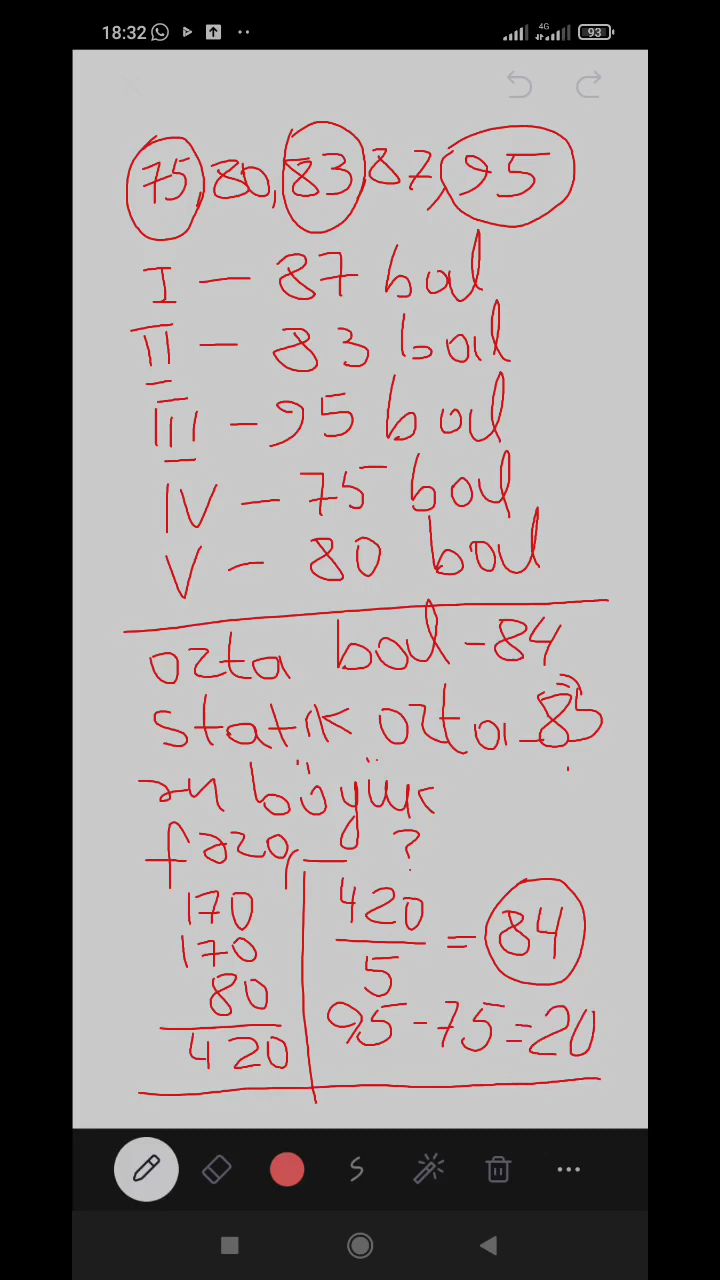 18:32 4G 93
75, 80, 83 87, 95
I - 87 bal
II - 83 bal
III - 95 bal
IV - 75 bal
V - 80 bal
orta bal - 84
statik orta - 83
ən böyük
fərq, - ?
170
170
80
420
420
5
= 84
95 - 75 = 20